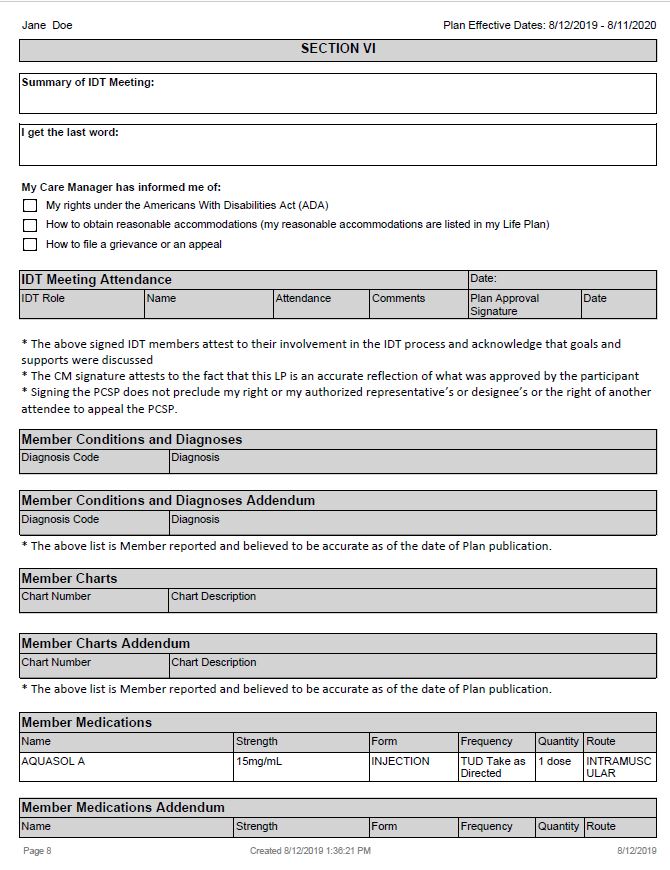 Jane  Doe Plan Effective Dates: 8/12/2019 - 8/11/2020
SECTION VI
Summary of IDT Meeting:
I get the last word:
My Care Manager has informed me of:
My rights under the Americans With Disabilities Act (ADA)
How to obtain reasonable accommodations (my reasonable accommodations are listed in my Life Plan)
How to file a grievance or an appeal
IDT Meeting Attendance Date:
IDT Role Name Attendance Comments Plan Approval Date
Signature
* The above signed IDT members attest to their involvement in the IDT process and acknowledge that goals and
supports were discussed
* The CM signature attests to the fact that this LP is an accurate reflection of what was approved by the participant
* Signing the PCSP does not preclude my right or my authorized representative's or designee's or the right of another
attendee to appeal the PCSP.
Member Conditions and Diagnoses
Diagnosis Code Diagnosis
Member Conditions and Diagnoses Addendum
Diagnosis Code Diagnosis
* The above list is Member reported and believed to be accurate as of the date of Plan publication.
Member Charts
Chart Number Chart Description
Member Charts Addendum
Chart Number Chart Description
* The above list is Member reported and believed to be accurate as of the date of Plan publication.
Member Medications
Name Strength Form Frequency Quantity Route
AQUASOL A 15mg/mL INJECTION TUD Take as 1 dose INTRAMUSC
Directed ULAR
Member Medications Addendum
Name Strength Form Frequency Quantity Route
Page 8 Created 8/12/2019 1:36:21 PM 8/12/2019